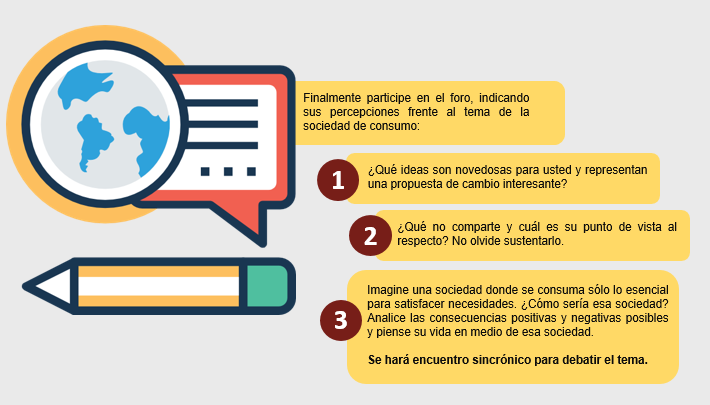 Finalmente participe en el foro, indicando
sus percepciones frente al tema de la
sociedad de consumo:
1
¿Qué ideas son novedosas para usted y representan
una propuesta de cambio interesante?
2
¿Qué no comparte y cuál es su punto de vista al
respecto? No olvide sustentarlo.
3
Imagine una sociedad donde se consuma sólo lo esencial
para satisfacer necesidades. ¿Cómo sería esa sociedad?
Analice las consecuencias positivas y negativas posibles
y piense su vida en medio de esa sociedad.
Se hará encuentro sincrónico para debatir el tema.